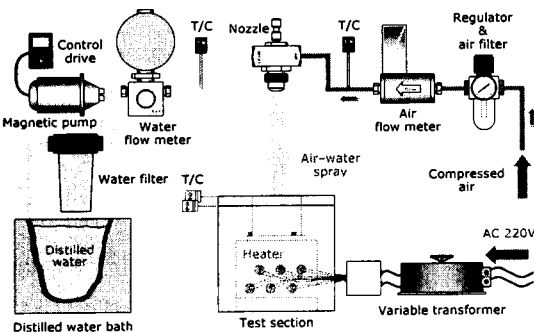 Control
drive
Magnetic pump
Water
flow meter
T/C
Nozzle
T/C
Regulator
&
air filter
Air
flow meter
Compressed
air
Water filter
Air-water
spray
T/C
Distilled
water
Distilled water bath
Heater
Test section
AC 220V
Variable transformer